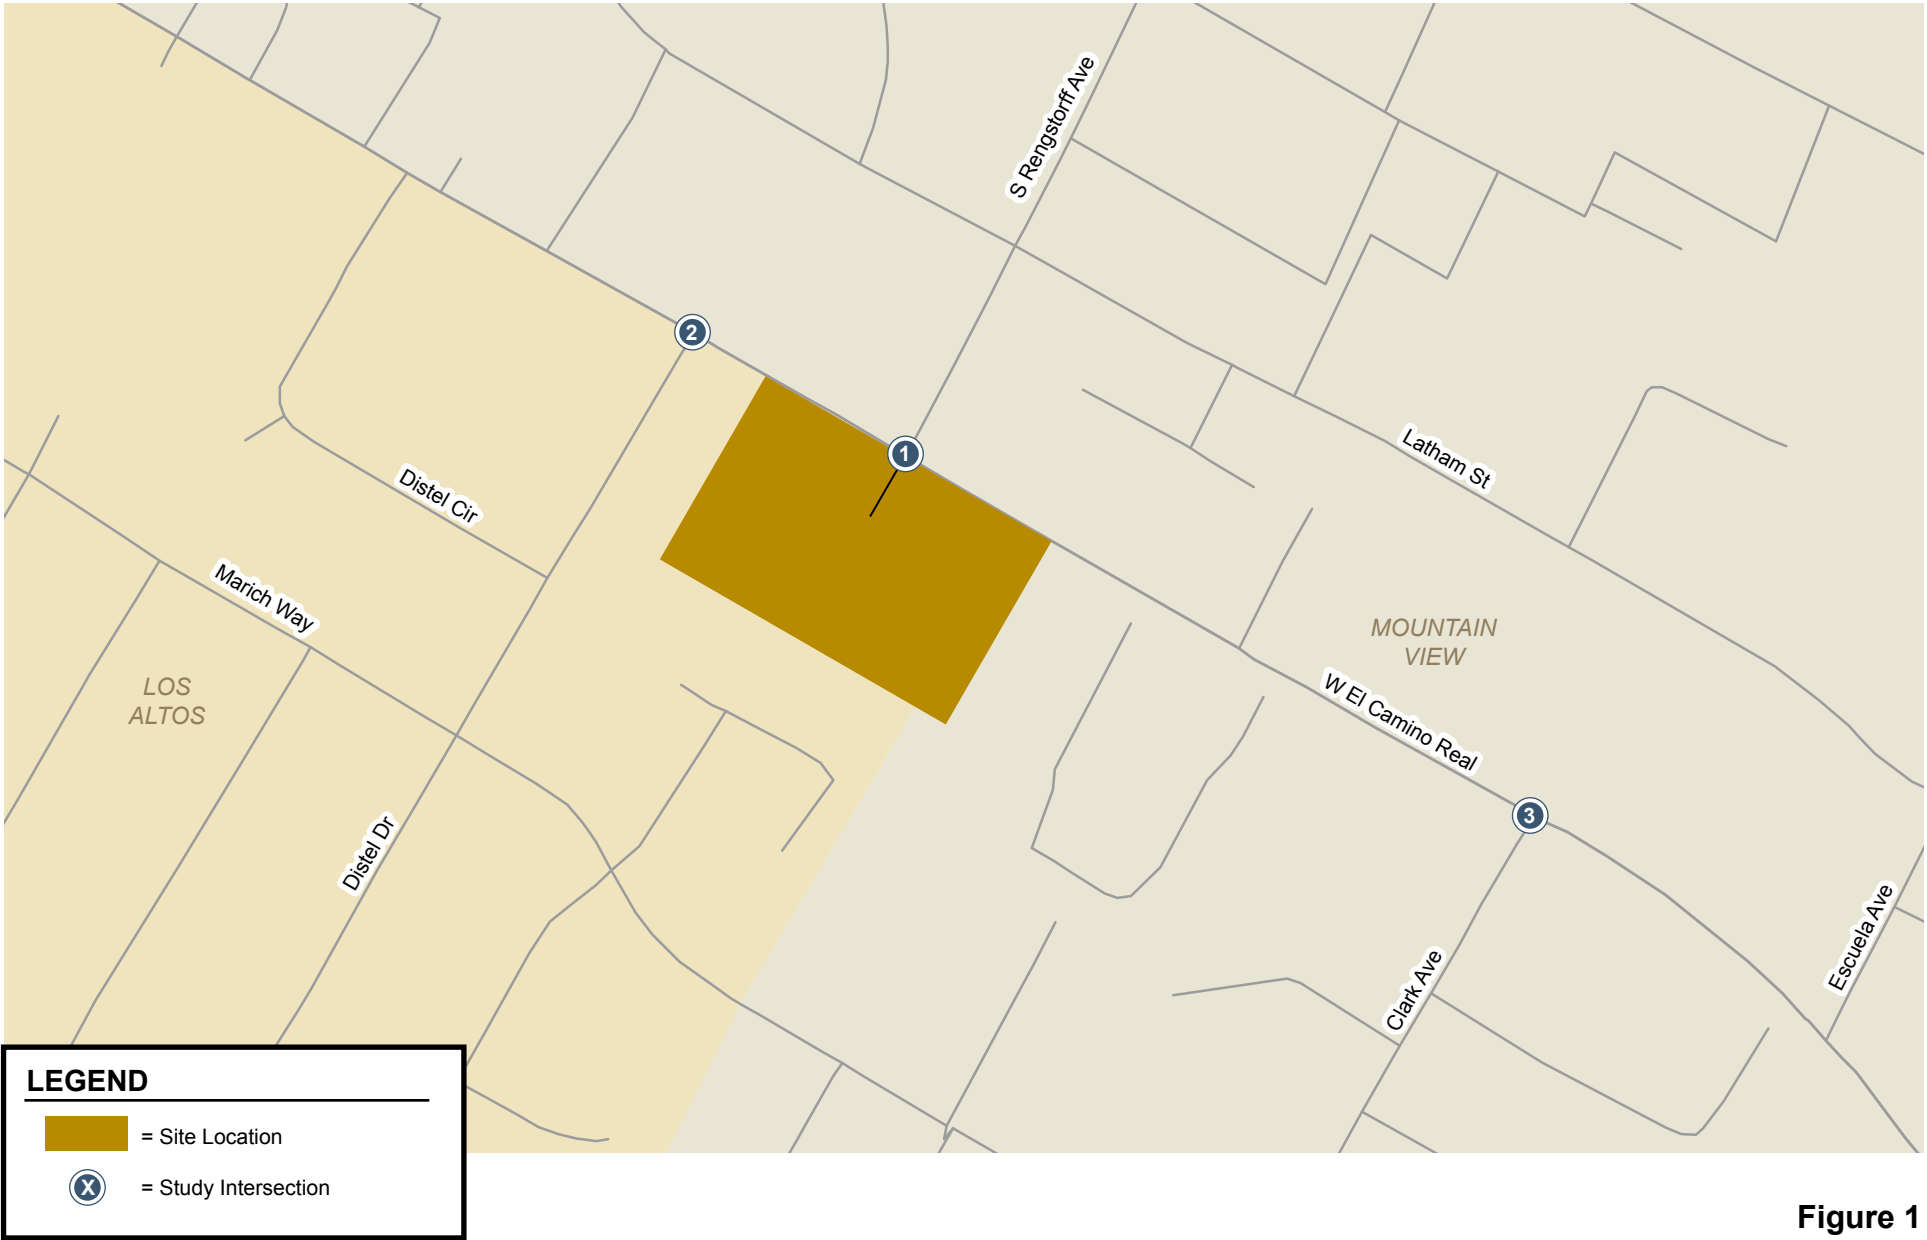 S Rengstorff Ave
2
1
Latham St
Distel Cir
Marich Way
MOUNTAIN
VIEW
LOS
ALTOS
W El Camino Real
3
Distel Dr
Escuela Ave
Clark Ave
LEGEND
= Site Location
X = Study Intersection
Figure 1